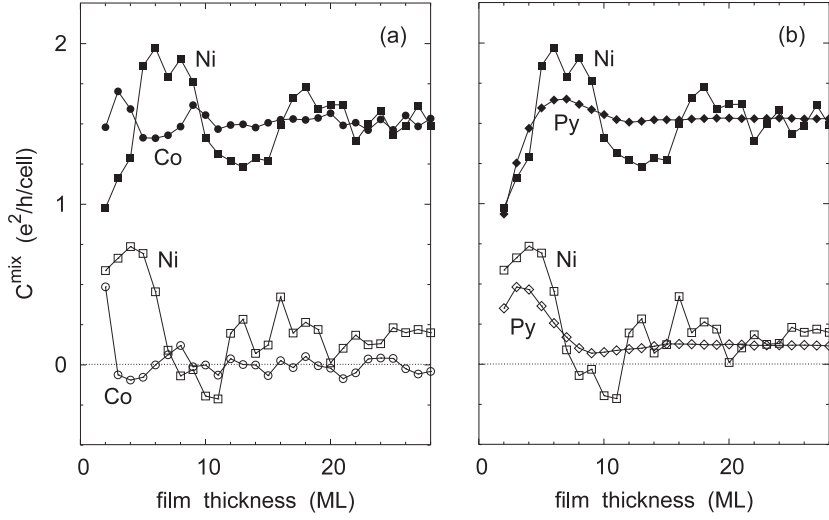 (a)
(b)
2
Ni
Ni
Co
Py
1
Ni
Ni
Py
0
Co
C^mix (e^2/h/cell)
0 10 20
0 10 20
film thickness (ML)
film thickness (ML)